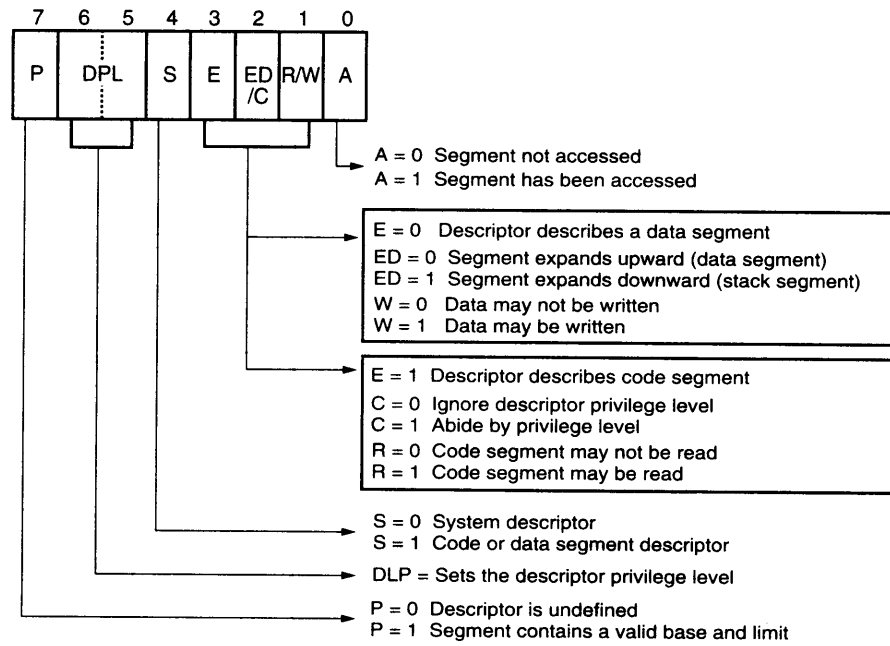 7 6 5 4 3 2 1 0
P DPL S E ED/C R/W A
A = 0 Segment not accessed
A = 1 Segment has been accessed
E = 0 Descriptor describes a data segment
ED = 0 Segment expands upward (data segment)
ED = 1 Segment expands downward (stack segment)
W = 0 Data may not be written
W = 1 Data may be written
E = 1 Descriptor describes code segment
C = 0 Ignore descriptor privilege level
C = 1 Abide by privilege level
R = 0 Code segment may not be read
R = 1 Code segment may be read
S = 0 System descriptor
S = 1 Code or data segment descriptor
DLP = Sets the descriptor privilege level
P = 0 Descriptor is undefined
P = 1 Segment contains a valid base and limit